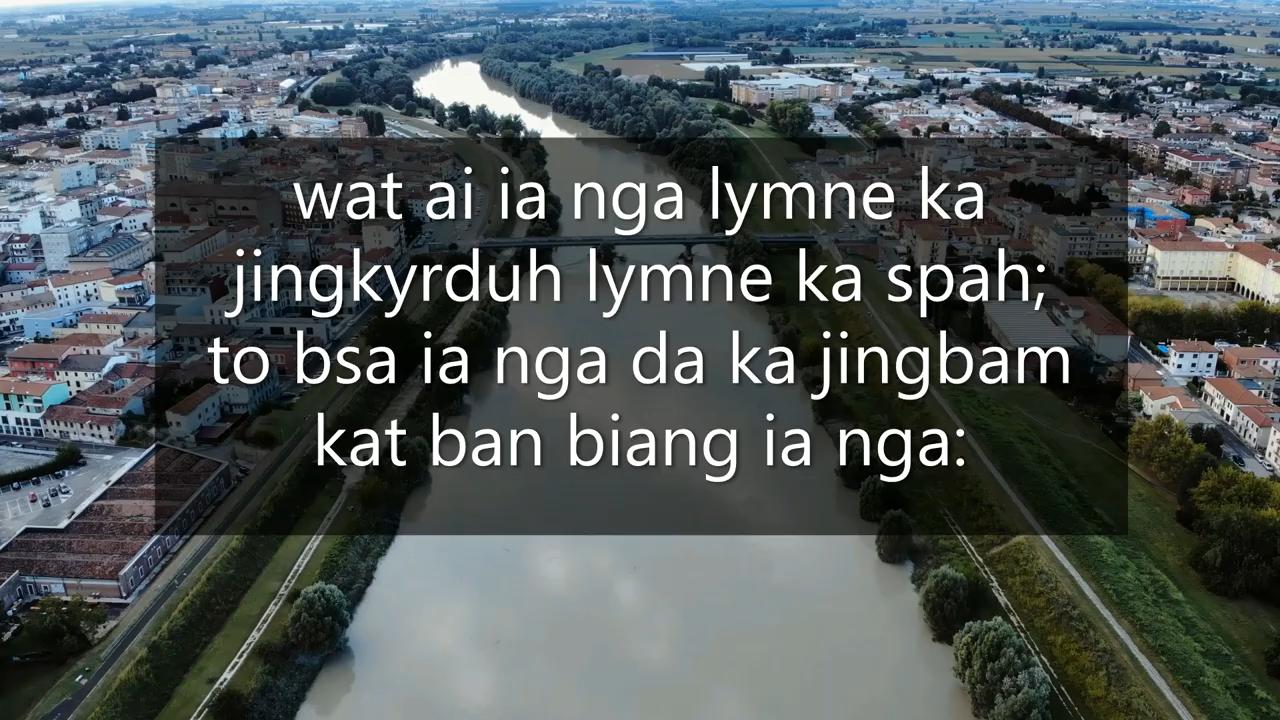 wat ai ia nga lymne ka
jingkyrduh lymne ka spah;
to bsa ia nga da ka jingbam
kat ban biang ia nga: